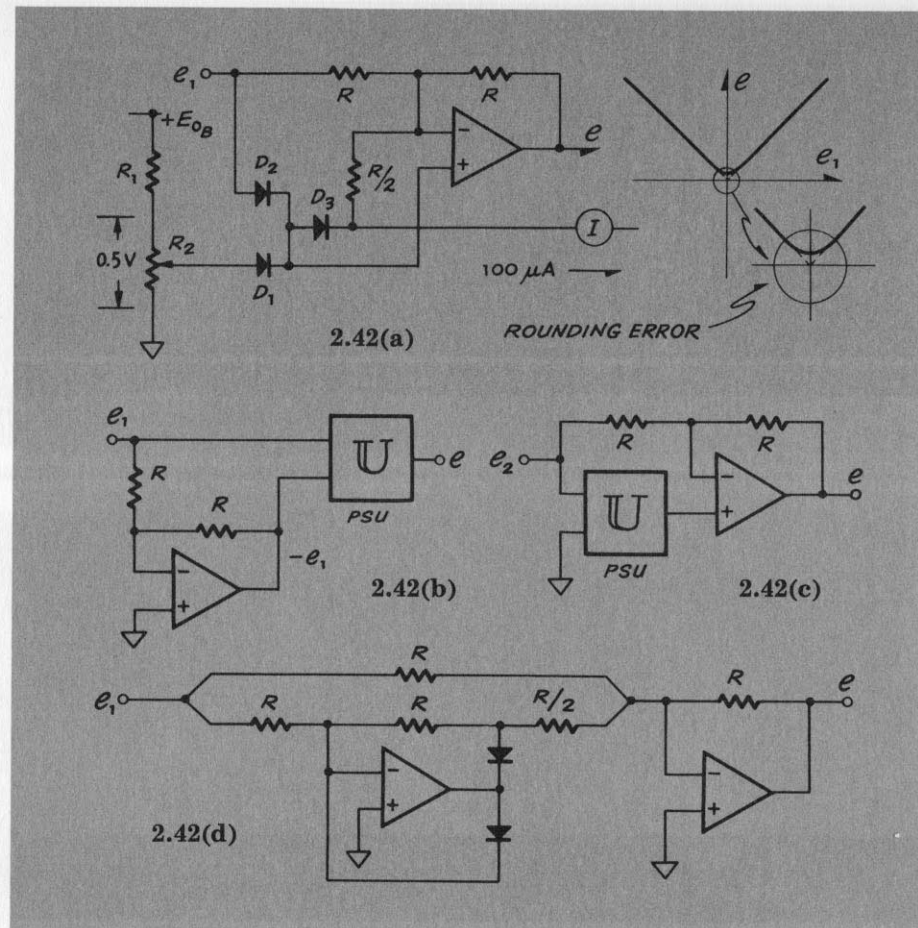 e₁
R
R
e
+E₀B
R₁
D₂
D₃
R/2
−
+
e
I
0.5 V
R₂
D₁
100 μA
e
e₁
ROUNDING ERROR
2.42(a)
e₁
U
e
PSU
R
R
−e₁
−
+
2.42(b)
e₂
R
R
U
PSU
−
+
e
2.42(c)
e₁
R
R
R
R/2
−
+
R
e
−
+
2.42(d)